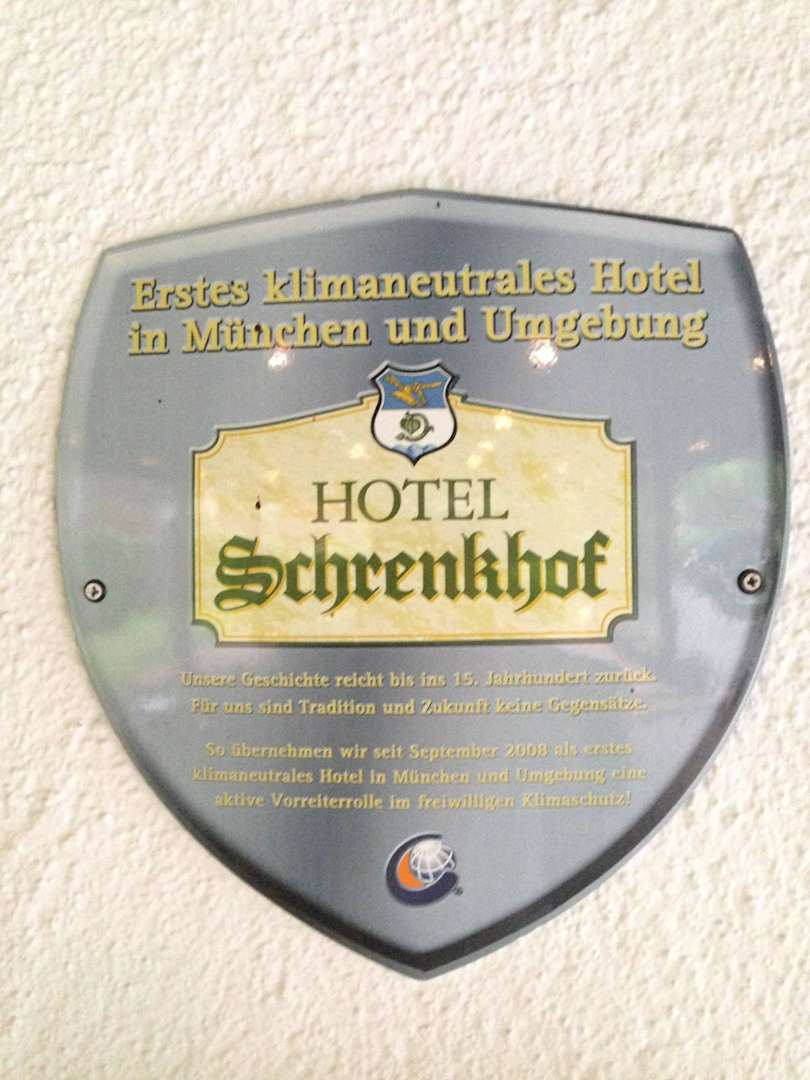 Erstes klimaneutrales Hotel
in München und Umgebung
HOTEL
Schrenkhof
Unsere Geschichte reicht bis ins 15. Jahrhundert zurück.
Für uns sind Tradition und Zukunft keine Gegensätze.
So übernehmen wir seit September 2008 als erstes
klimaneutrales Hotel in München und Umgebung eine
aktive Vorreiterrolle im freiwilligen Klimaschutz!